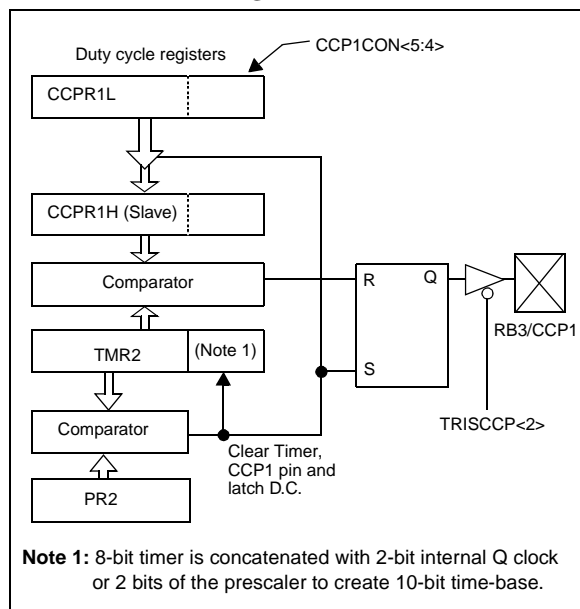 Duty cycle registers
CCP1CON<5:4>
CCPR1L
CCPR1H (Slave)
Comparator
R
Q
RB3/CCP1
TMR2
(Note 1)
S
TRISCCP<2>
Comparator
Clear Timer,
CCP1 pin and
latch D.C.
PR2
Note 1: 8-bit timer is concatenated with 2-bit internal Q clock
or 2 bits of the prescaler to create 10-bit time-base.